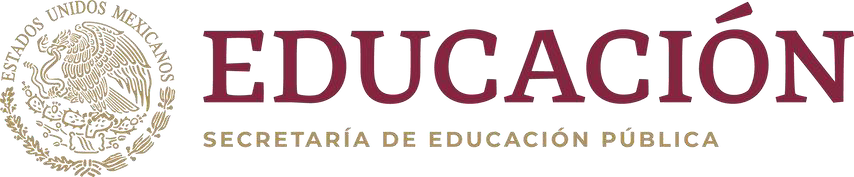 ESTADOS UNIDOS MEXICANOS
EDUCACIÓN
SECRETARÍA DE EDUCACIÓN PÚBLICA